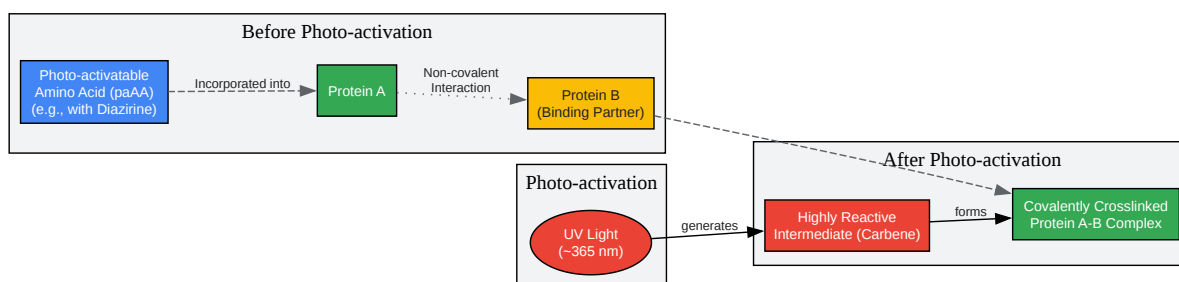 Before Photo-activation
Photo-activatable
Amino Acid (paAA)
(e.g., with Diazirine)
Incorporated into
Protein A
Non-covalent
Interaction
Protein B
(Binding Partner)
Photo-activation
UV Light
(~365 nm)
generates
After Photo-activation
Highly Reactive
Intermediate (Carbene)
forms
Covalently Crosslinked
Protein A-B Complex